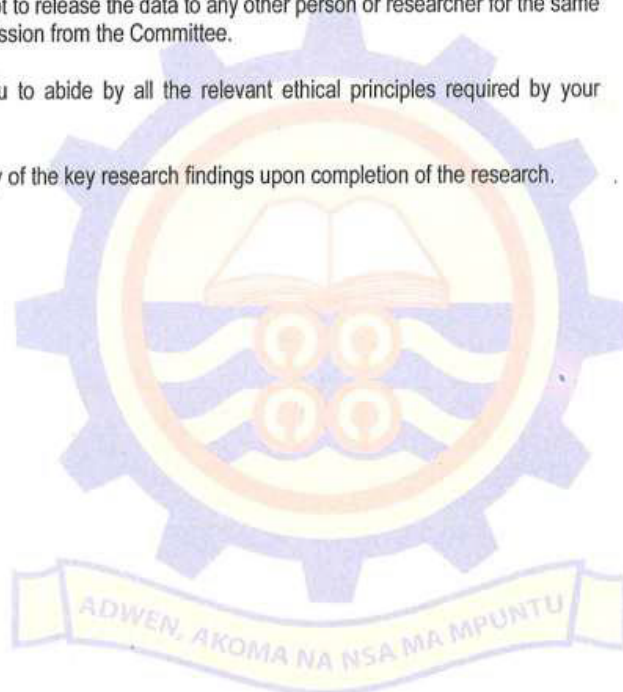 to release the data to any other person or researcher for the same
ssion from the Committee.
to abide by all the relevant ethical principles required by your
of the key research findings upon completion of the research.
ADWEN, AKOMA NA NSA MA MPUNTU